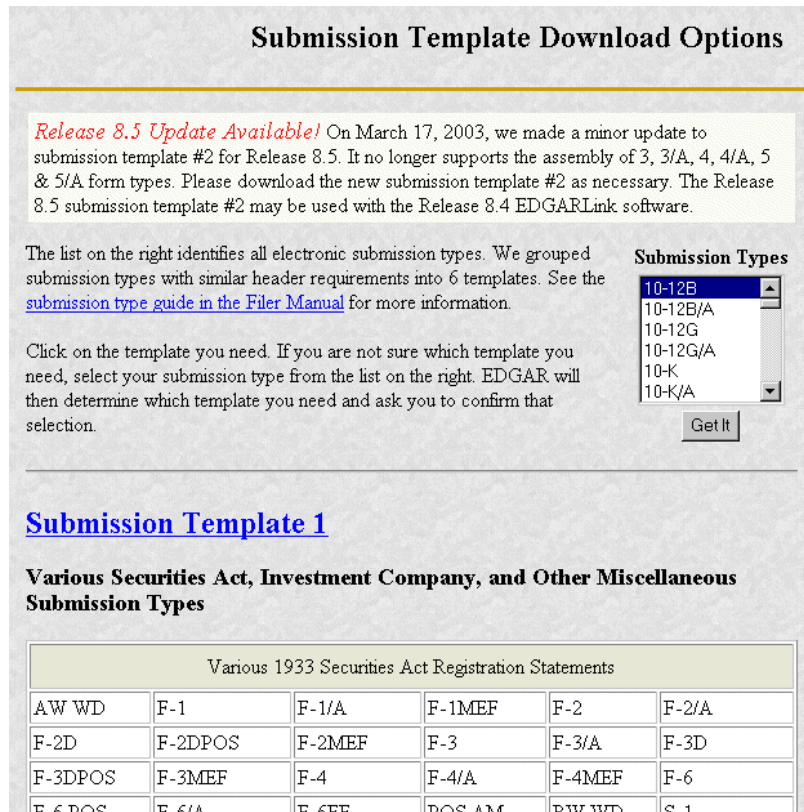 Submission Template Download Options
Release 8.5 Update Available! On March 17, 2003, we made a minor update to
submission template #2 for Release 8.5. It no longer supports the assembly of 3, 3/A, 4, 4/A, 5
& 5/A form types. Please download the new submission template #2 as necessary. The Release
8.5 submission template #2 may be used with the Release 8.4 EDGARLink software.
The list on the right identifies all electronic submission types. We grouped
submission types with similar header requirements into 6 templates. See the
submission type guide in the Filer Manual for more information.
Click on the template you need. If you are not sure which template you
need, select your submission type from the list on the right. EDGAR will
then determine which template you need and ask you to confirm that
selection.
Submission Types
10-12B
10-12B/A
10-12G
10-12G/A
10-K
10-K/A
Get It
Submission Template 1
Various Securities Act, Investment Company, and Other Miscellaneous
Submission Types
Various 1933 Securities Act Registration Statements
AW WD F-1 F-1/A F-1MEF F-2 F-2/A
F-2D F-2DPOS F-2MEF F-3 F-3/A F-3D
F-3DPOS F-3MEF F-4 F-4/A F-4MEF F-6
F-6 POS F-6/A F-6EF POS AM RW WD S-1